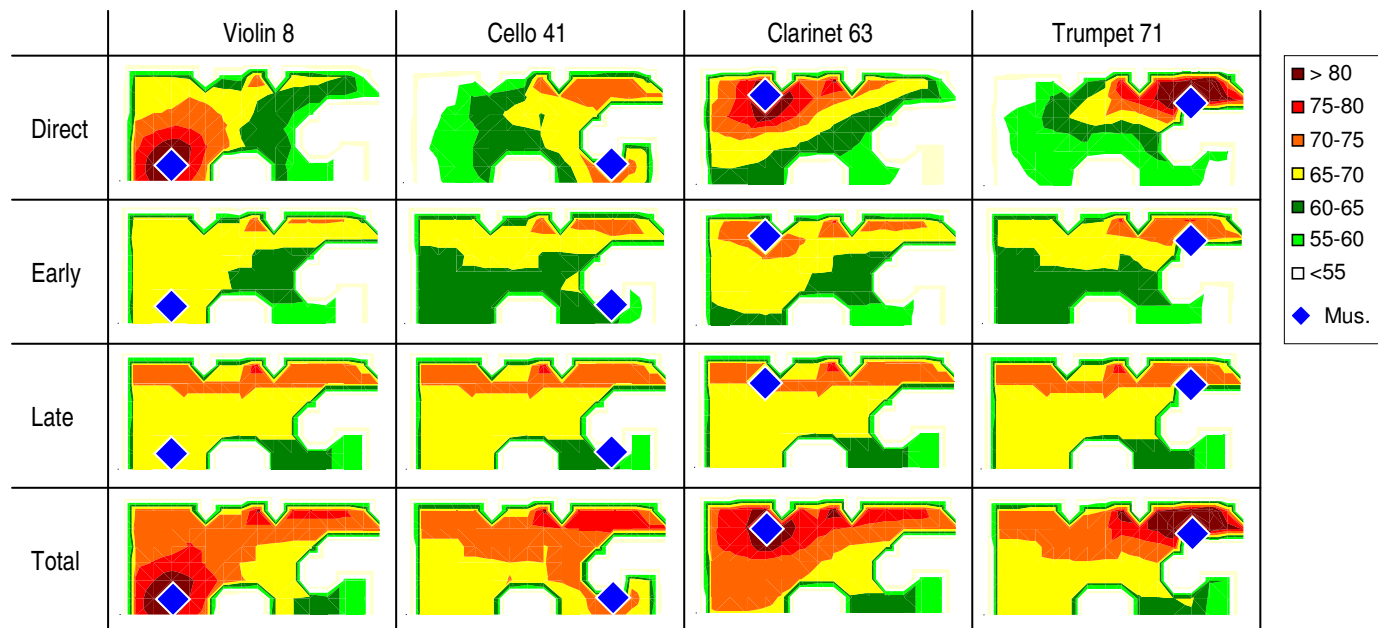 Violin 8 Cello 41 Clarinet 63 Trumpet 71
Direct
Early
Late
Total
> 80
75-80
70-75
65-70
60-65
55-60
<55
Mus.